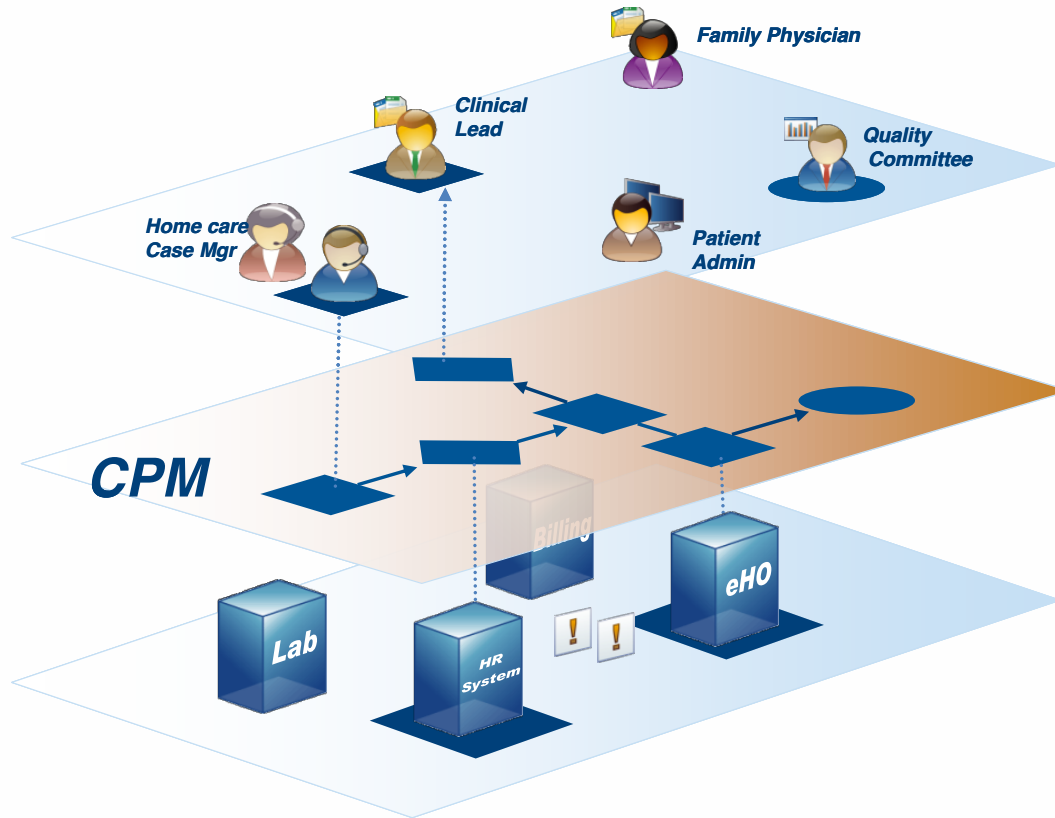 Family Physician
Clinical
Lead
Quality
Committee
Home care
Case Mgr
Patient
Admin
CPM
Billing
eHO
Lab
HR
System
! !